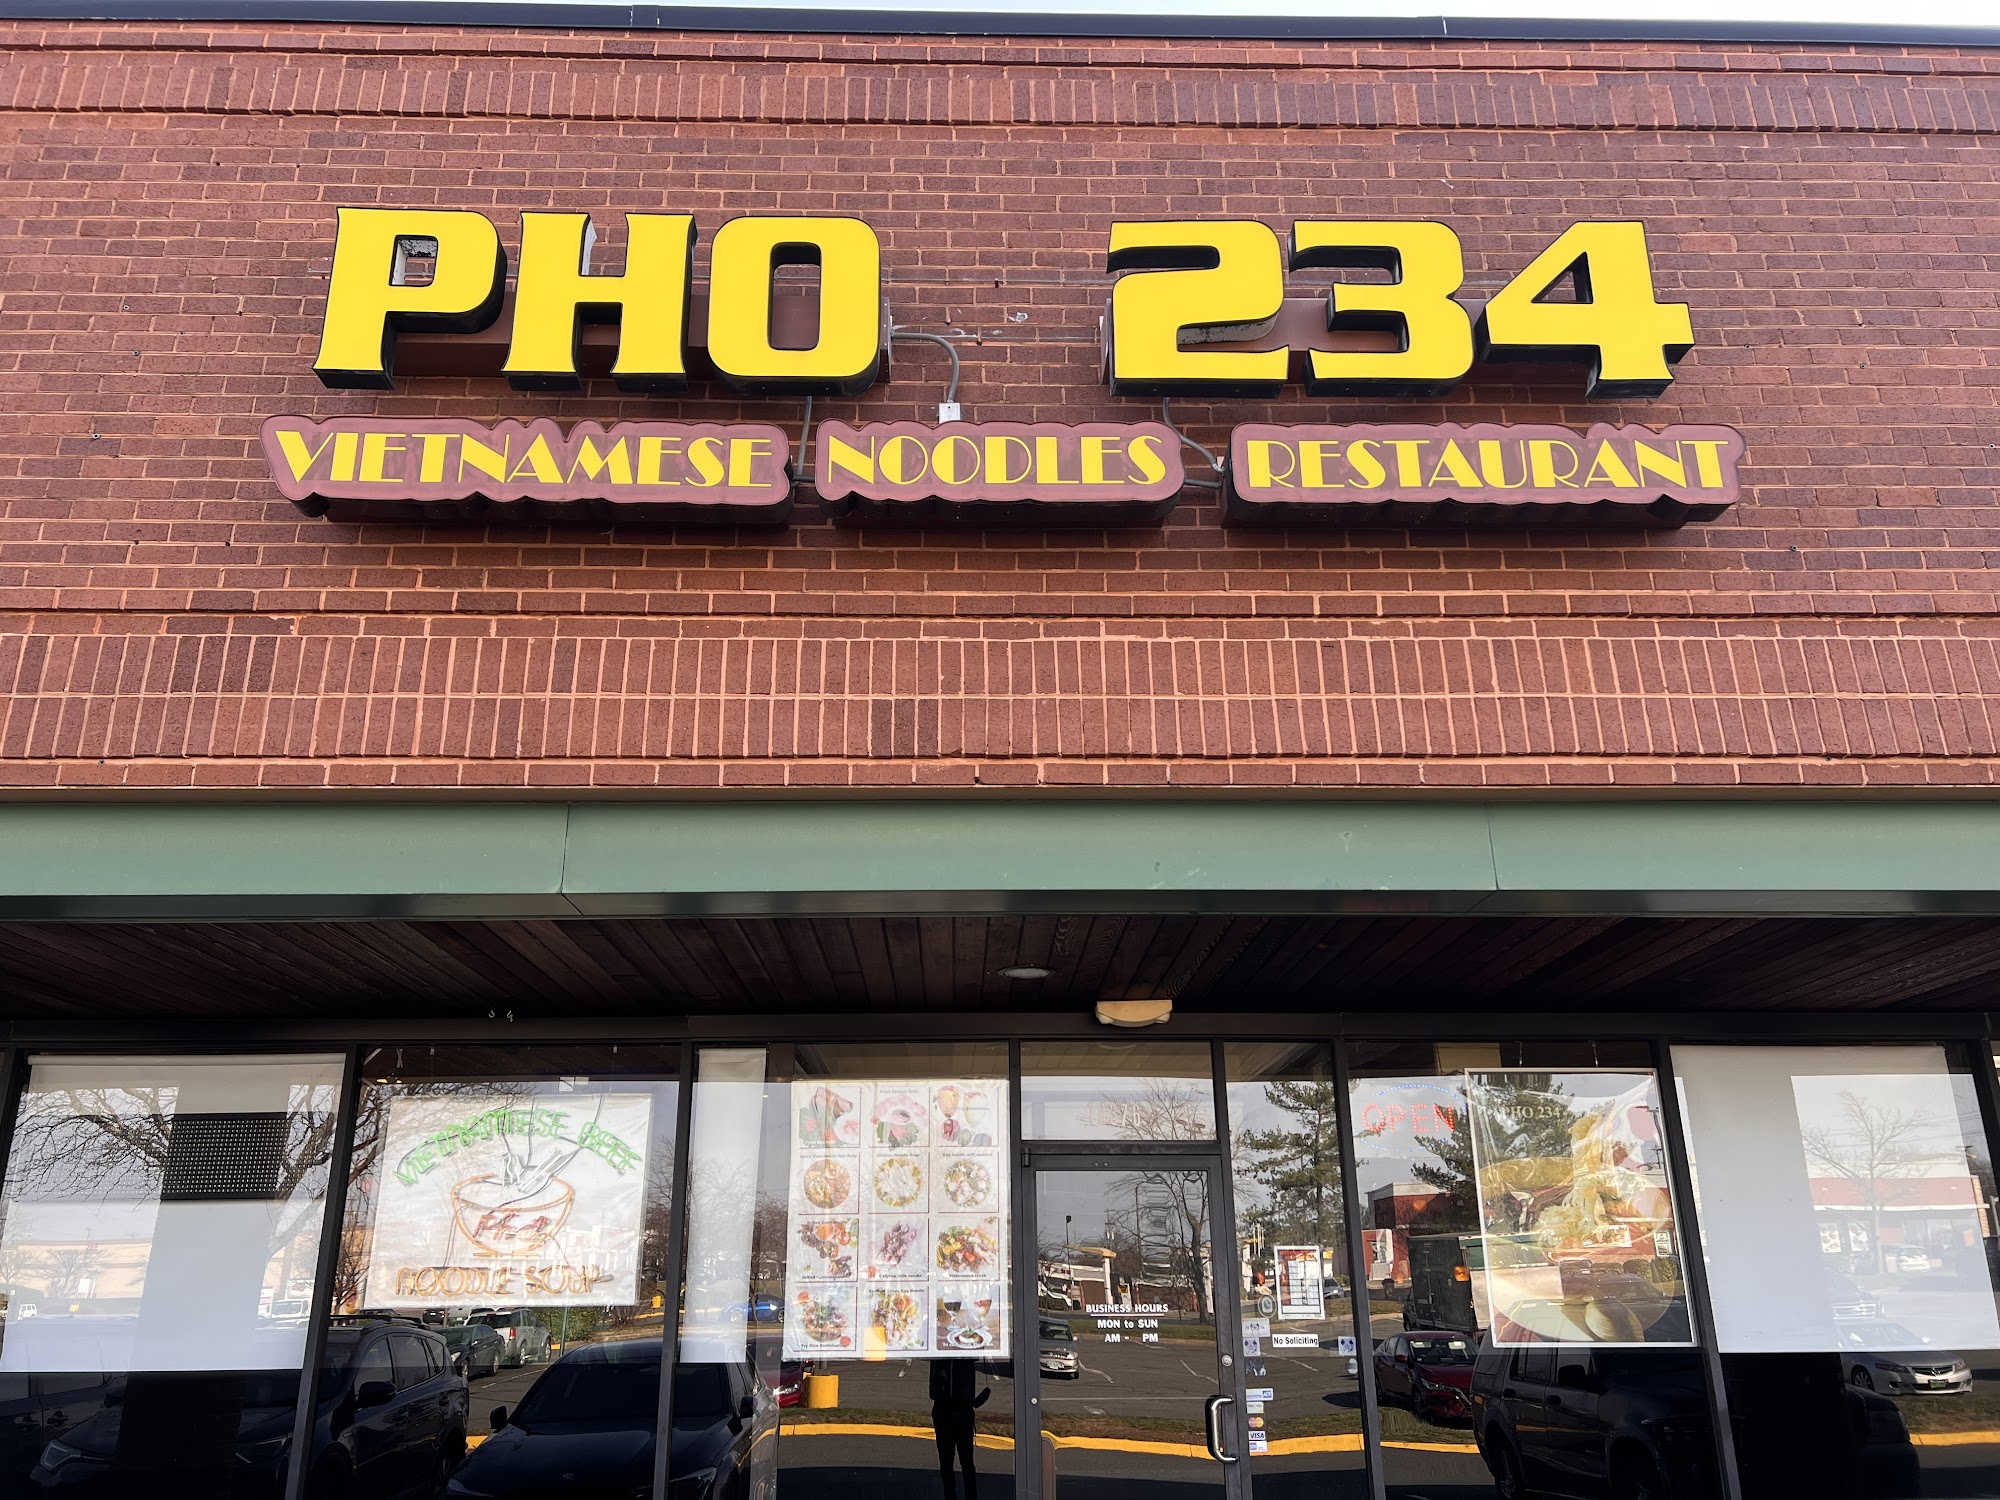 PHO 234
VIETNAMESE NOODLES RESTAURANT
VIETNAMESE BEEF
NOODLE SOUP
OPEN
PHO 234
BUSINESS HOURS
MON to SUN
AM - PM
No Soliciting
VISA